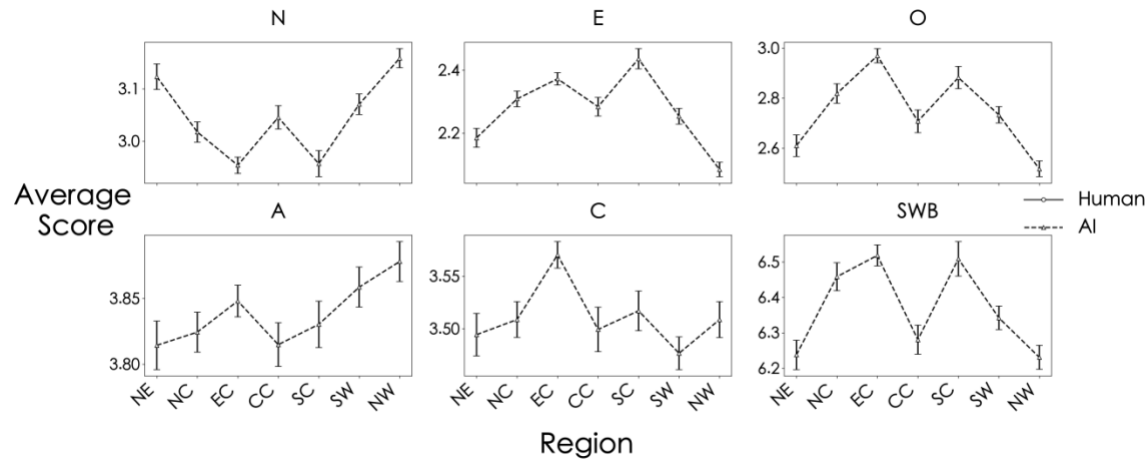 N
E
O
3.1
3.0
2.4
2.2
3.0
2.8
2.6
Average
Score
Human
AI
A
C
SWB
3.85
3.80
3.55
3.50
6.5
6.4
6.3
6.2
NE NC EC CC SC SW NW
NE NC EC CC SC SW NW
NE NC EC CC SC SW NW
Region